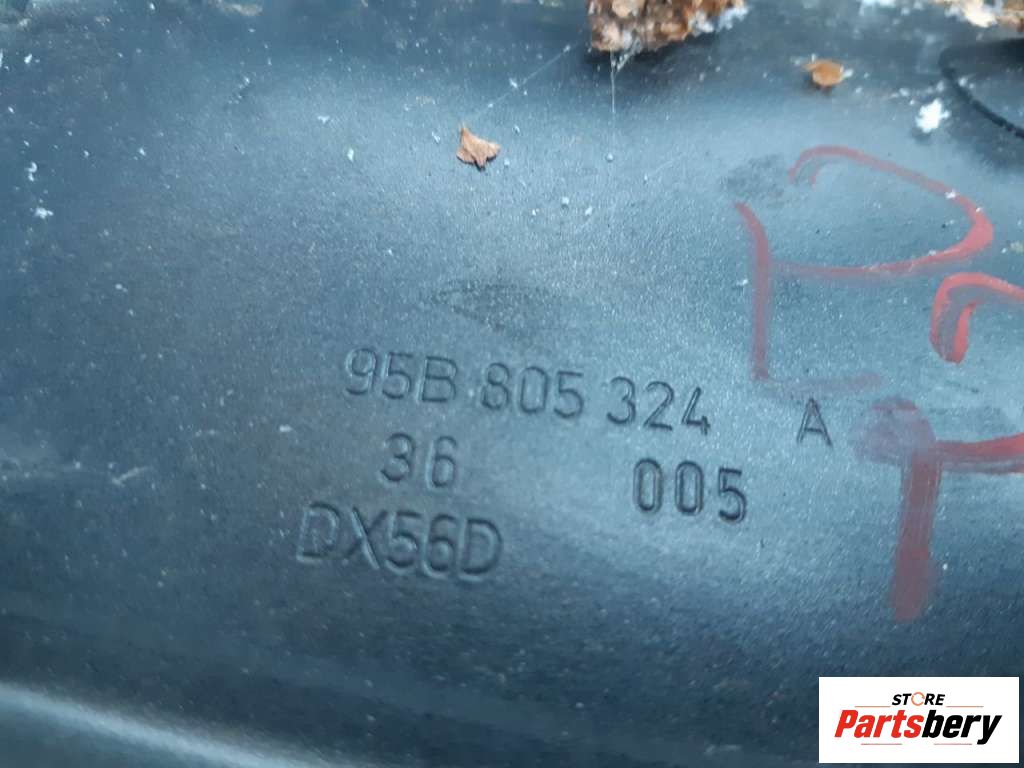 95B 805 324 A
36 005
DX56D
STORE
Partsbery